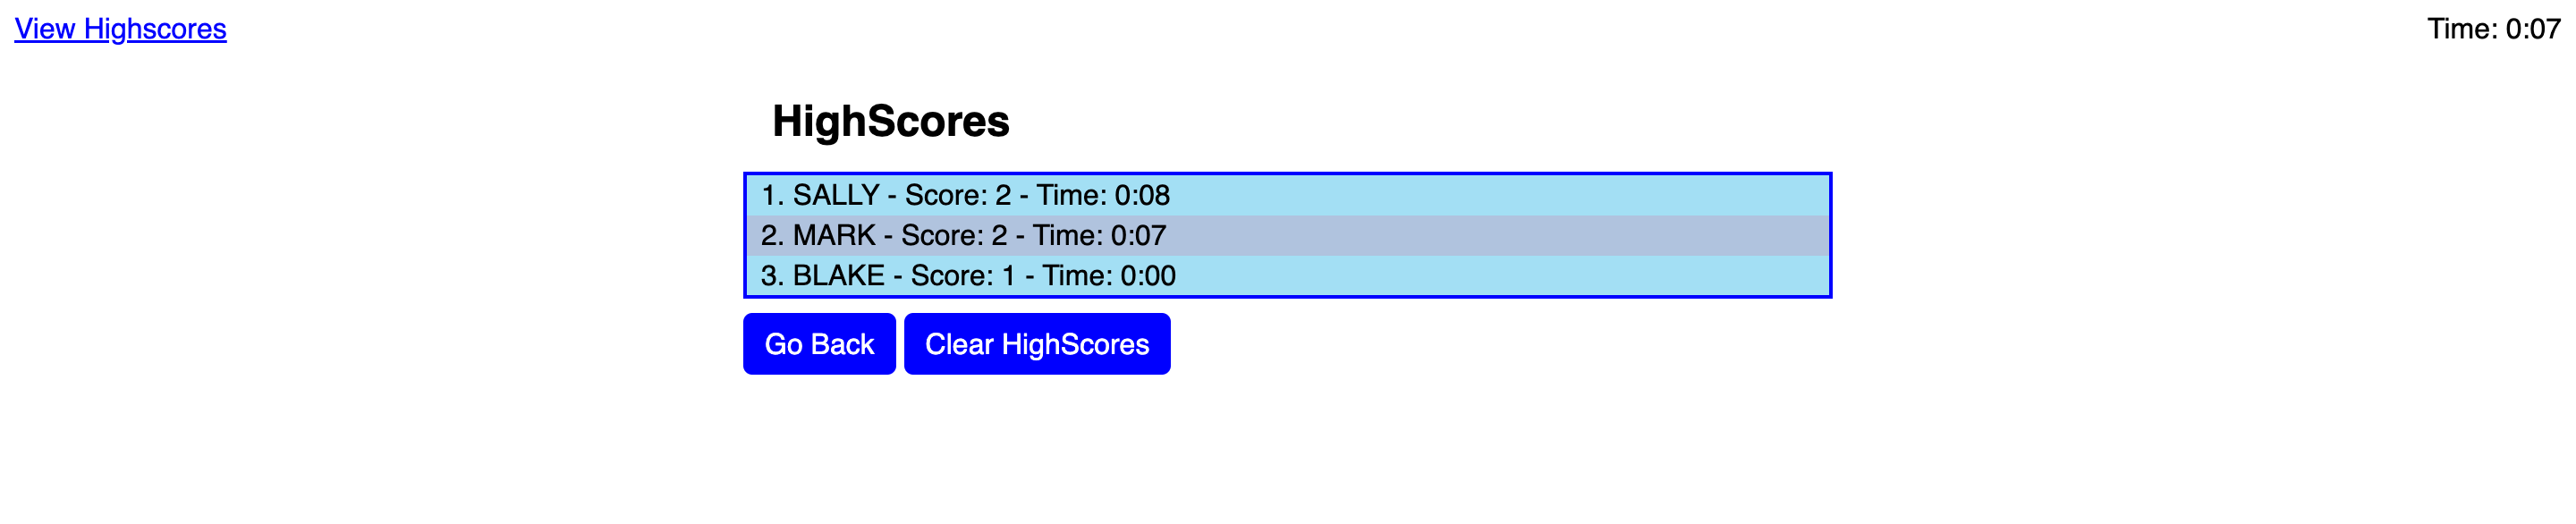 View Highscores
Time: 0:07
HighScores
1. SALLY - Score: 2 - Time: 0:08
2. MARK - Score: 2 - Time: 0:07
3. BLAKE - Score: 1 - Time: 0:00
Go Back
Clear HighScores